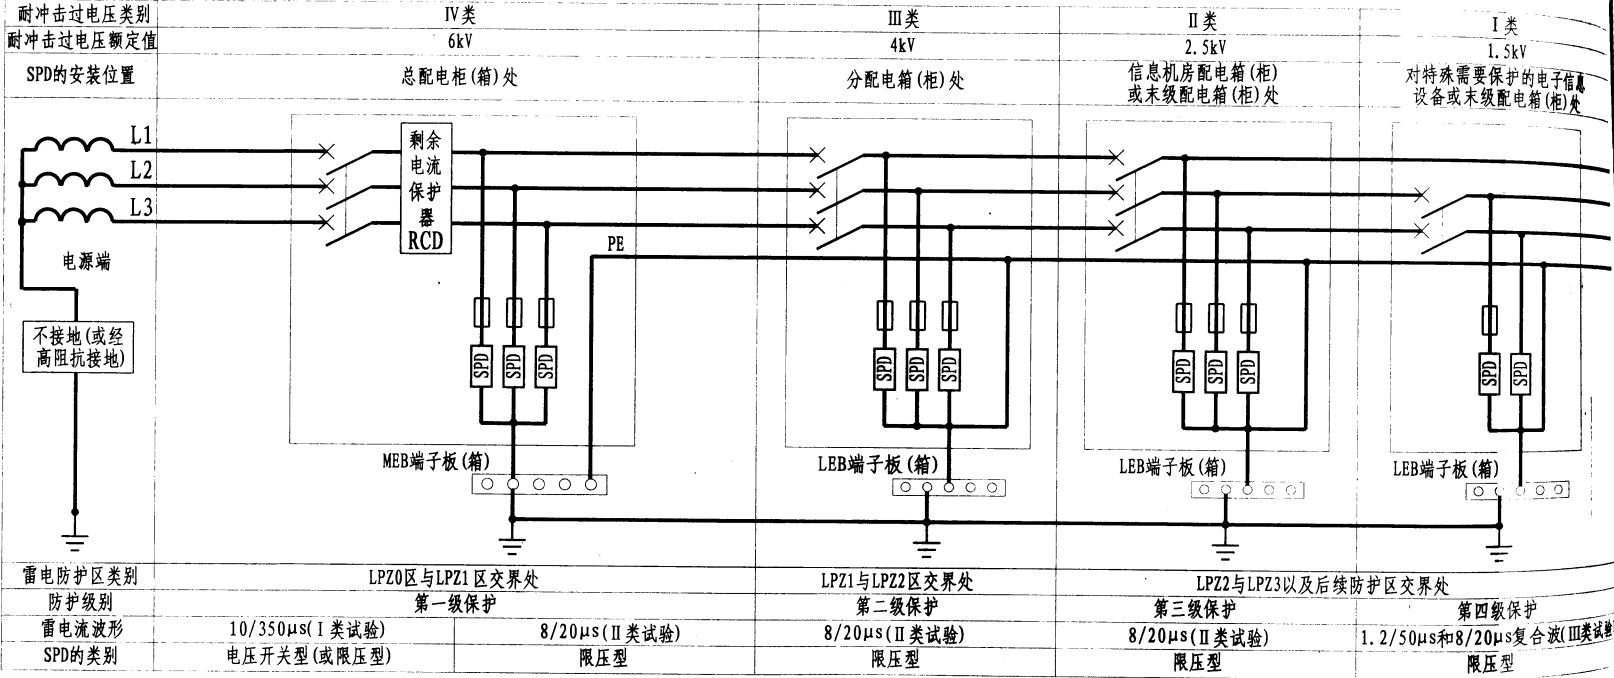 耐冲击过电压类别 IV类 III类 II类 I类
耐冲击过电压额定值 6kV 4kV 2.5kV 1.5kV
SPD的安装位置 总配电柜(箱)处 分配电箱(柜)处 信息机房配电箱(柜) 对特殊需要保护的电子信息
或末级配电箱(柜)处 设备或末级配电箱(柜)处
L1
L2
L3
剩余
电流
保护
器
RCD
PE
电源端
不接地(或经
高阻抗接地)
SPD SPD SPD SPD SPD SPD SPD SPD SPD SPD SPD
MEB端子板(箱) LEB端子板(箱) LEB端子板(箱) LEB端子板(箱)
雷电防护区类别 LPZ0区与LPZ1区交界处 LPZ1与LPZ2区交界处 LPZ2与LPZ3以及后续防护区交界处
防护级别 第一级保护 第二级保护 第三级保护 第四级保护
雷电流波形 10/350μs(I类试验) 8/20μs(II类试验) 8/20μs(II类试验) 8/20μs(II类试验) 1.2/50μs和8/20μs复合波(III类试验
SPD的类别 电压开关型(或限压型) 限压型 限压型 限压型 限压型